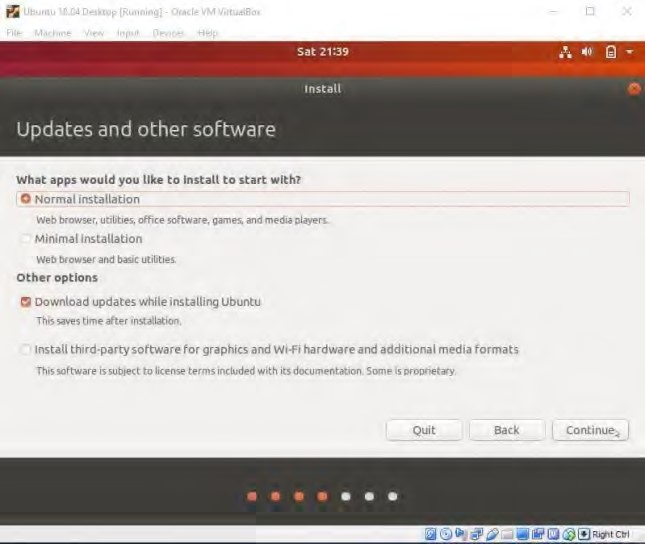 Ubuntu 18.04 Desktop [Running] - Oracle VM VirtualBox
File Machine View Input Devices Help
Sat 21:39
Install
Updates and other software
What apps would you like to install to start with?
Normal installation
Web browser, utilities, office software, games, and media players.
Minimal installation
Web browser and basic utilities.
Other options
Download updates while installing Ubuntu
This saves time after installation.
Install third-party software for graphics and Wi-Fi hardware and additional media formats
This software is subject to license terms included with its documentation. Some is proprietary.
Quit Back Continue
Right Ctrl